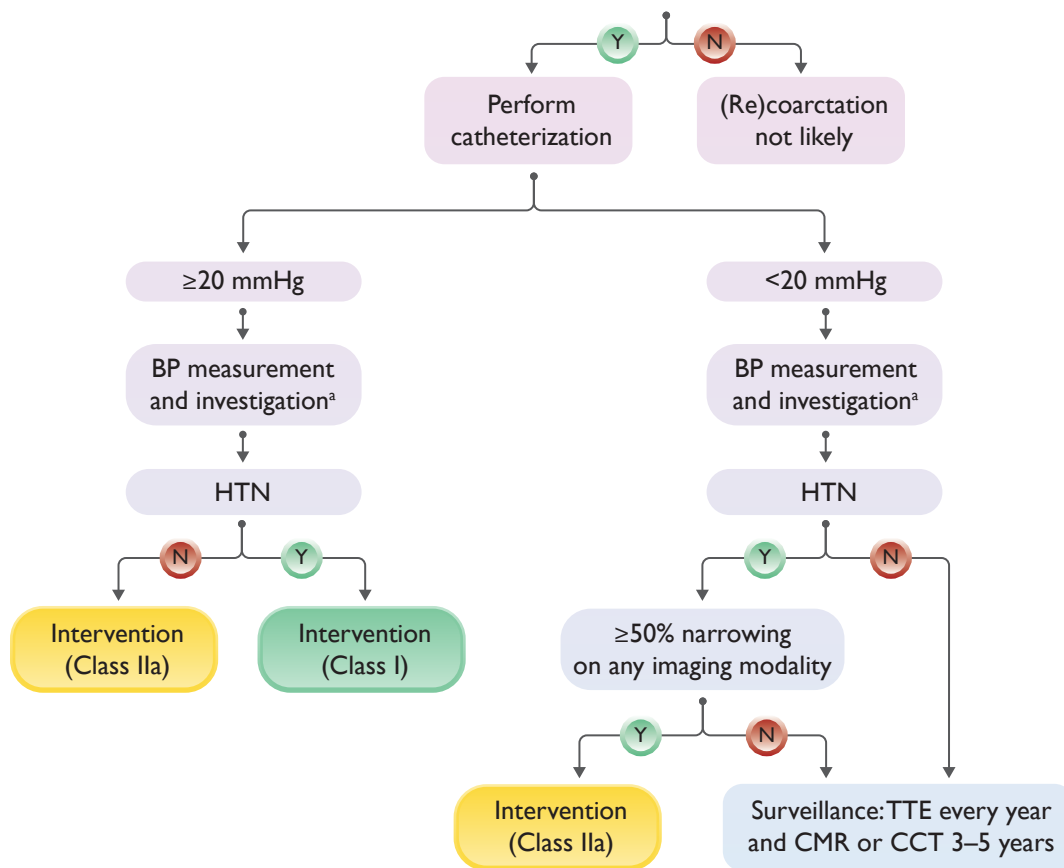 Y
N
Perform
catheterization
(Re)coarctation
not likely
≥20 mmHg
<20 mmHg
BP measurement
and investigationᵃ
BP measurement
and investigationᵃ
HTN
HTN
N
Y
Y
N
Intervention
(Class IIa)
Intervention
(Class I)
≥50% narrowing
on any imaging modality
Y
N
Intervention
(Class IIa)
Surveillance: TTE every year
and CMR or CCT 3–5 years